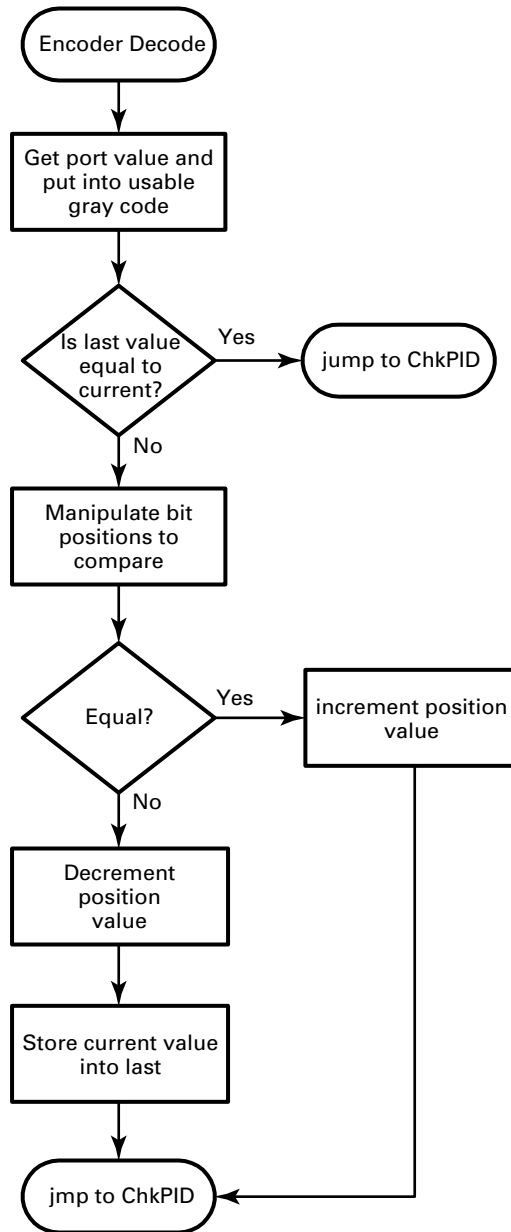 Encoder Decode
Get port value and
put into usable
gray code
Is last value
equal to
current?
Yes
jump to ChkPID
No
Manipulate bit
positions to
compare
Equal?
Yes
increment position
value
No
Decrement
position
value
Store current value
into last
jmp to ChkPID